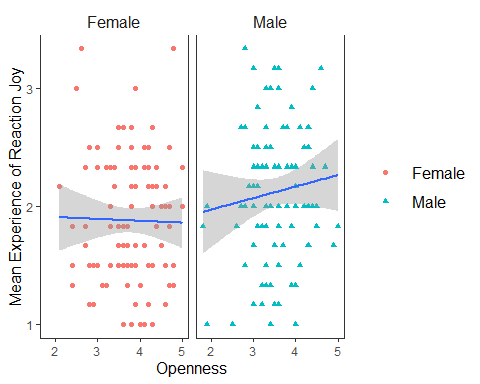 Female Male
Mean Experience of Reaction Joy
3
2
1
2 3 4 5 2 3 4 5
Openness
Female
Male